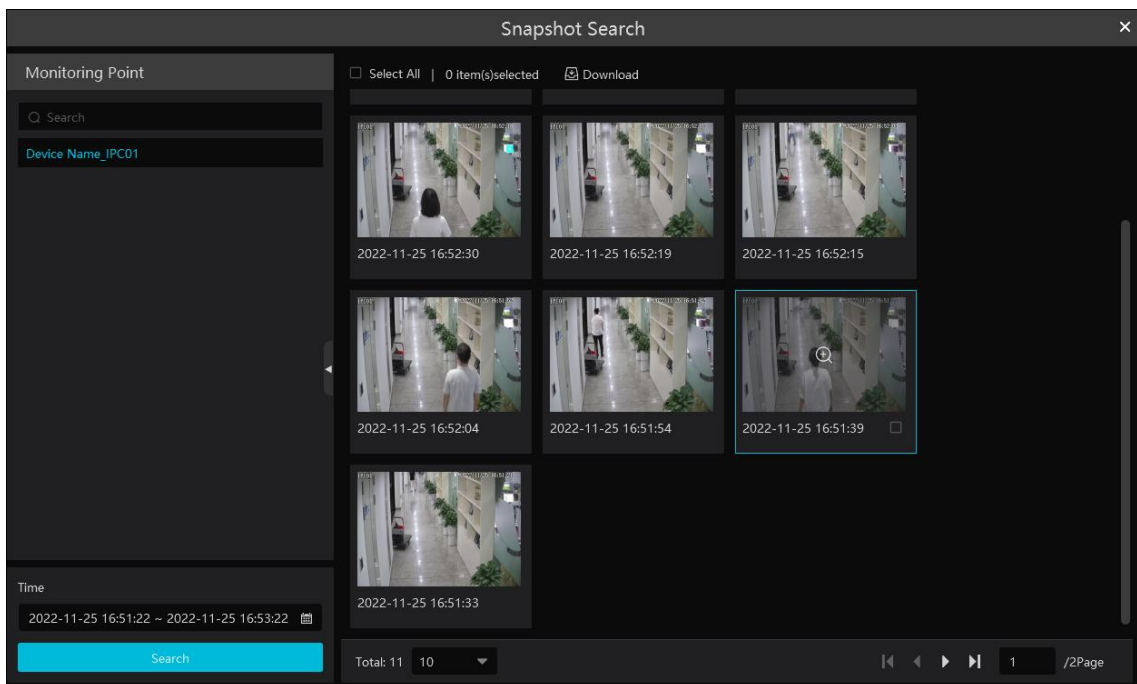 Snapshot Search
Monitoring Point
Search
Device Name_IPC01
Time
2022-11-25 16:51:22 ~ 2022-11-25 16:53:22
Search
Select All | 0 item(s)selected Download
2022-11-25 16:52:30
2022-11-25 16:52:19
2022-11-25 16:52:15
2022-11-25 16:52:04
2022-11-25 16:51:54
2022-11-25 16:51:39
2022-11-25 16:51:33
Total: 11 10
1 /2Page